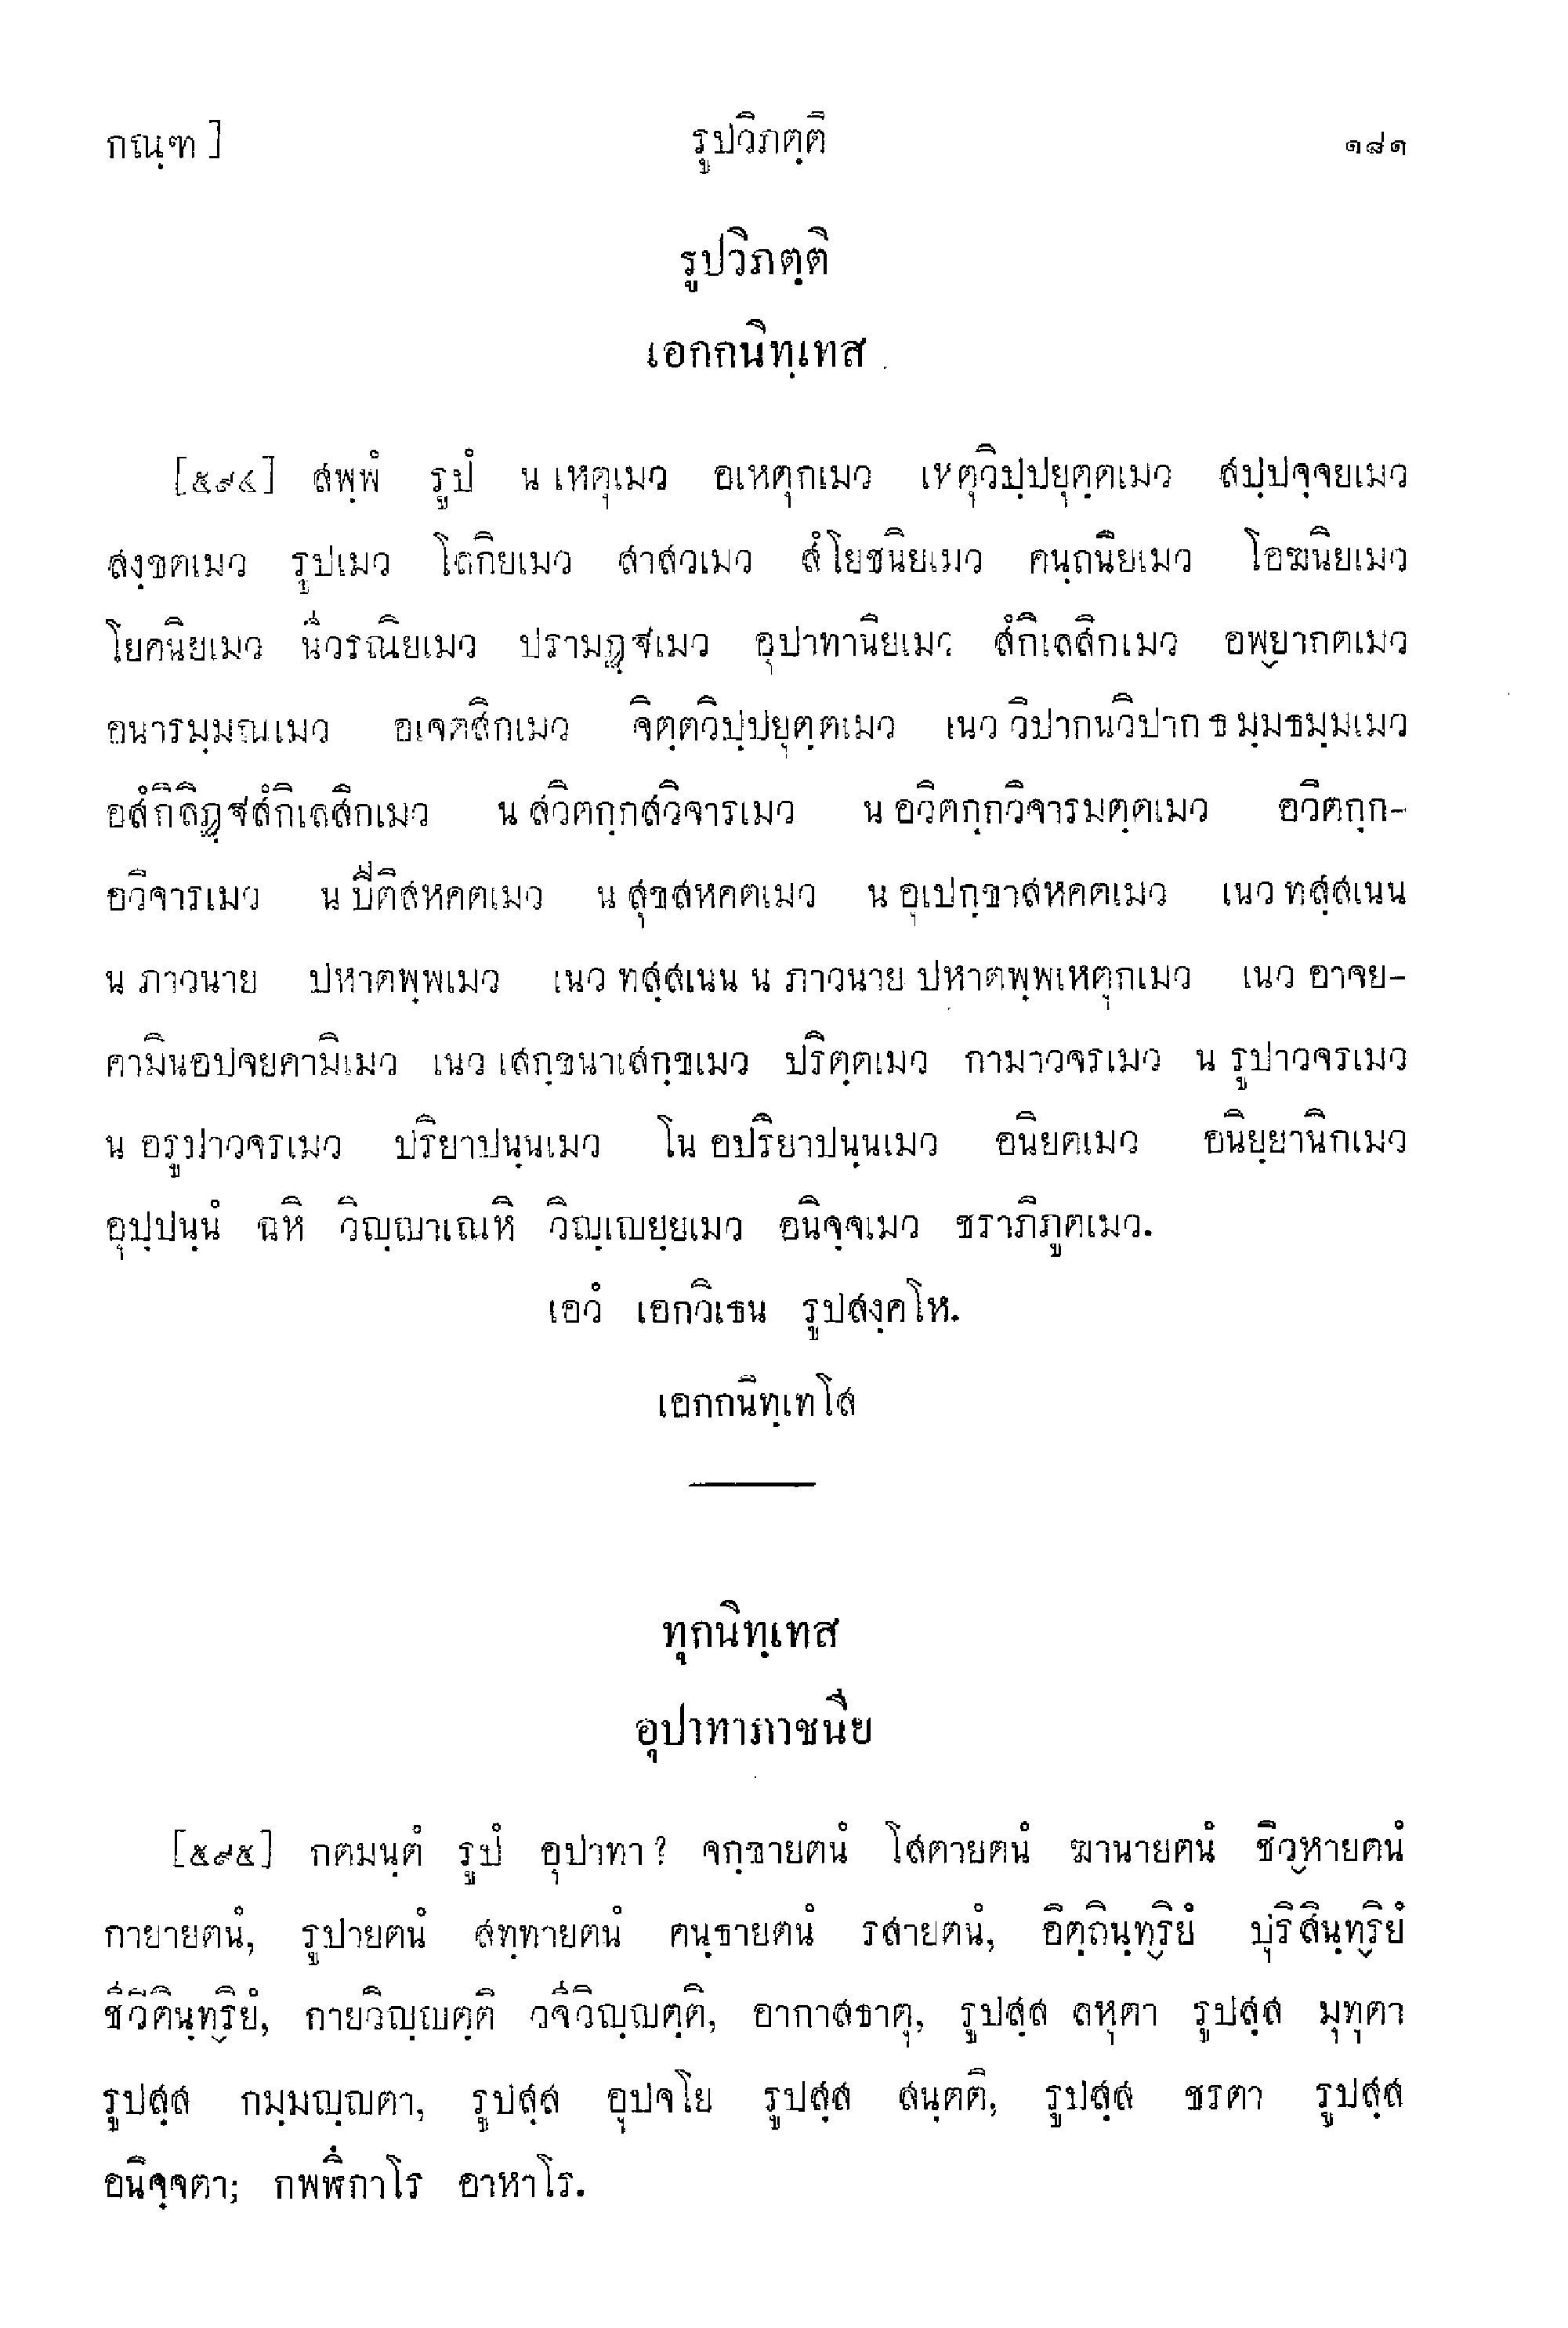 กณฺฑ ] รูปวิภตฺติ ๑๘๑
รูปวิภตฺติ
เอกกนิทฺเทส
[๕๙๔] สพฺพํ รูปํ น เหตุเมว อเหตุกเมว เหตุวิปฺปยุตฺตเมว สปฺปจฺจยเมว
สงฺขตเมว รูปเมว โลกิยเมว สาสวเมว สํโยชนิยเมว คนฺถนิยเมว โอฆนิยเมว
โยคนิยเมว นีวรณิยเมว ปรามฏฺฐเมว อุปาทานิยเมว สํกิเลสิกเมว อพฺยากตเมว
อนารมฺมณเมว อเจตสิกเมว จิตฺตวิปฺปยุตฺตเมว เนว วิปากนวิปากธมฺมธมฺมเมว
อสํกิลิฏฺฐสํกิเลสิกเมว น สวิตกฺกสวิจารเมว น อวิตกฺกวิจารมตฺตเมว อวิตกฺก-
อวิจารเมว น ปีติสหคตเมว น สุขสหคตเมว น อุเปกฺขาสหคตเมว เนว ทสฺสเนน
น ภาวนาย ปหาตพฺพเมว เนว ทสฺสเนน น ภาวนาย ปหาตพฺพเหตุกเมว เนว อาจย-
คามินอปจยคามิเมว เนว เสกฺขนาเสกฺขเมว ปริตฺตเมว กามาวจรเมว น รูปาวจรเมว
น อรูปาวจรเมว ปริยาปนฺนเมว โน อปริยาปนฺนเมว อนิยตเมว อนิยฺยานิกเมว
อุปฺปนฺนํ ฉหิ วิญฺญาเณหิ วิญฺเญยฺยเมว อนิจฺจเมว ชราภิภูตเมว.
เอวํ เอกวิเธน รูปสงฺคโห.
เอกกนิทฺเทโส
ทุกนิทฺเทส
อุปาทาภาชนีย
[๕๙๕] กตมนฺตํ รูปํ อุปาทา ? จกฺขายตนํ โสตายตนํ ฆานายตนํ ชิวฺหายตนํ
กายายตนํ, รูปายตนํ สทฺทายตนํ คนฺธายตนํ รสายตนํ, อิตฺถินฺทฺริยํ ปุริสินฺทฺริยํ
ชีวิตินฺทฺริยํ, กายวิญฺญตฺติ วจีวิญฺญตฺติ, อากาสธาตุ, รูปสฺส ลหุตา รูปสฺส มุทุตา
รูปสฺส กมฺมญฺญตา, รูปสฺส อุปจโย รูปสฺส สนฺตติ, รูปสฺส ชรตา รูปสฺส
อนิจฺจตา; กพฬิํกาโร อาหาโร.